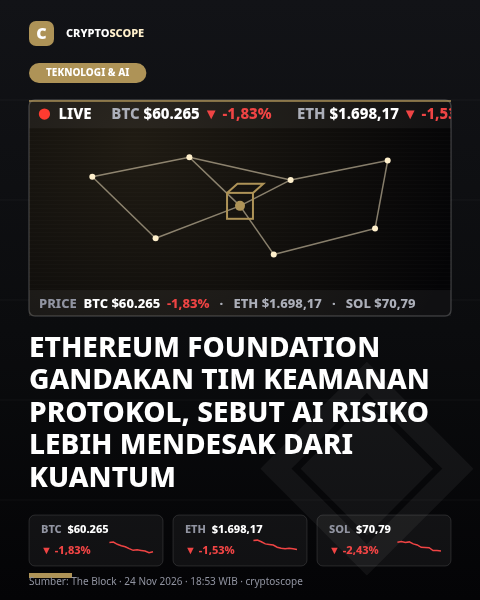 C CRYPTOSCOPE
TEKNOLOGI & AI
LIVE BTC $60.265 ▼ -1,83% ETH $1.698,17 ▼ -1,53
PRICE BTC $60.265 -1,83% · ETH $1.698,17 · SOL $70,79
ETHEREUM FOUNDATION
GANDAKAN TIM KEAMANAN
PROTOKOL, SEBUT AI RISIKO
LEBIH MENDESAK DARI
KUANTUM
BTC $60.265 ETH $1.698,17 SOL $70,79
▼ -1,83% ▼ -1,53% ▼ -2,43%
Sumber: The Block · 24 Nov 2026 · 18:53 WIB · cryptoscope